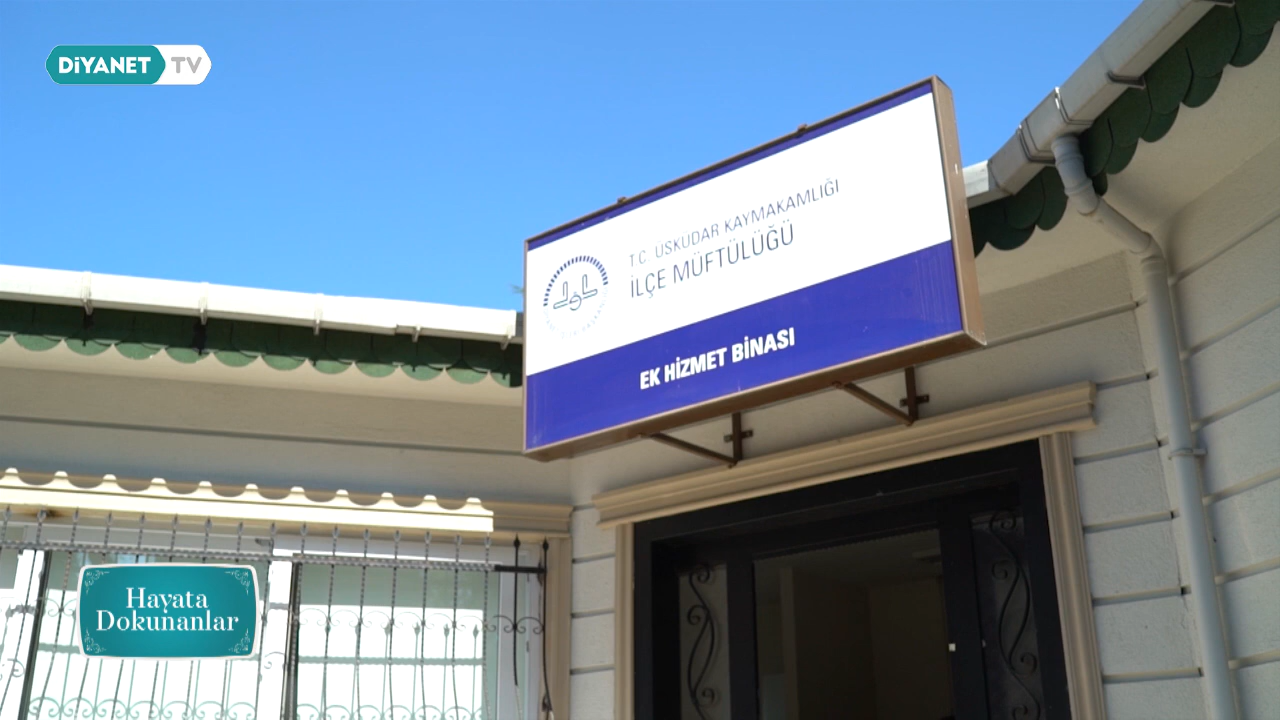 DİYANET TV
T.C. ÜSKÜDAR KAYMAKAMLIĞI
İLÇE MÜFTÜLÜĞÜ
EK HİZMET BİNASI
Hayata
Dokunanlar